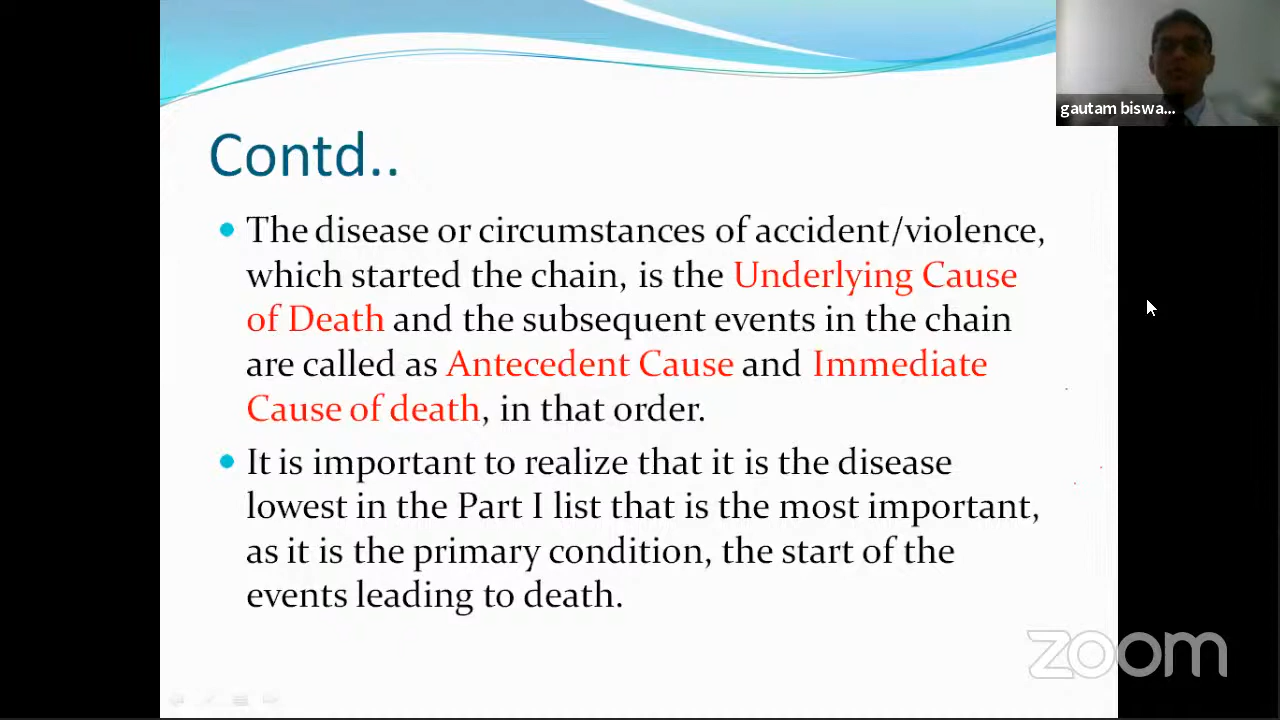 gautam biswa...
Contd..
The disease or circumstances of accident/violence,
which started the chain, is the Underlying Cause
of Death and the subsequent events in the chain
are called as Antecedent Cause and Immediate
Cause of death, in that order.
It is important to realize that it is the disease
lowest in the Part I list that is the most important,
as it is the primary condition, the start of the
events leading to death.
zoom